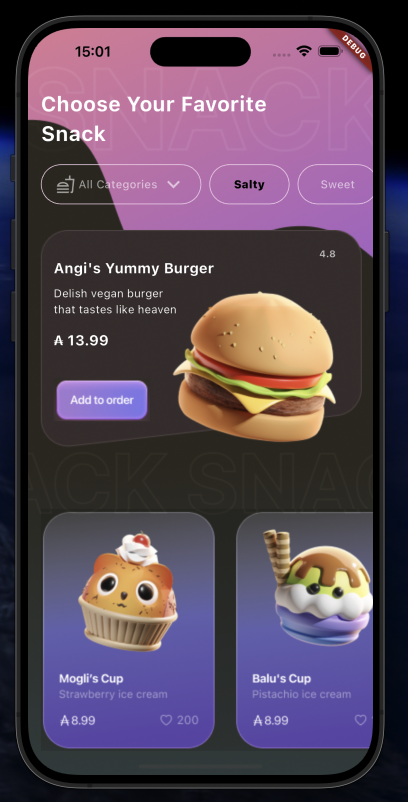 15:01
DEBUG
SNACK
Choose Your Favorite
Snack
All Categories
Salty
Sweet
4.8
Angi's Yummy Burger
Delish vegan burger
that tastes like heaven
₳ 13.99
Add to order
ACK SNAC
Mogli's Cup
Strawberry ice cream
₳ 8.99
200
Balu's Cup
Pistachio ice cream
₳ 8.99